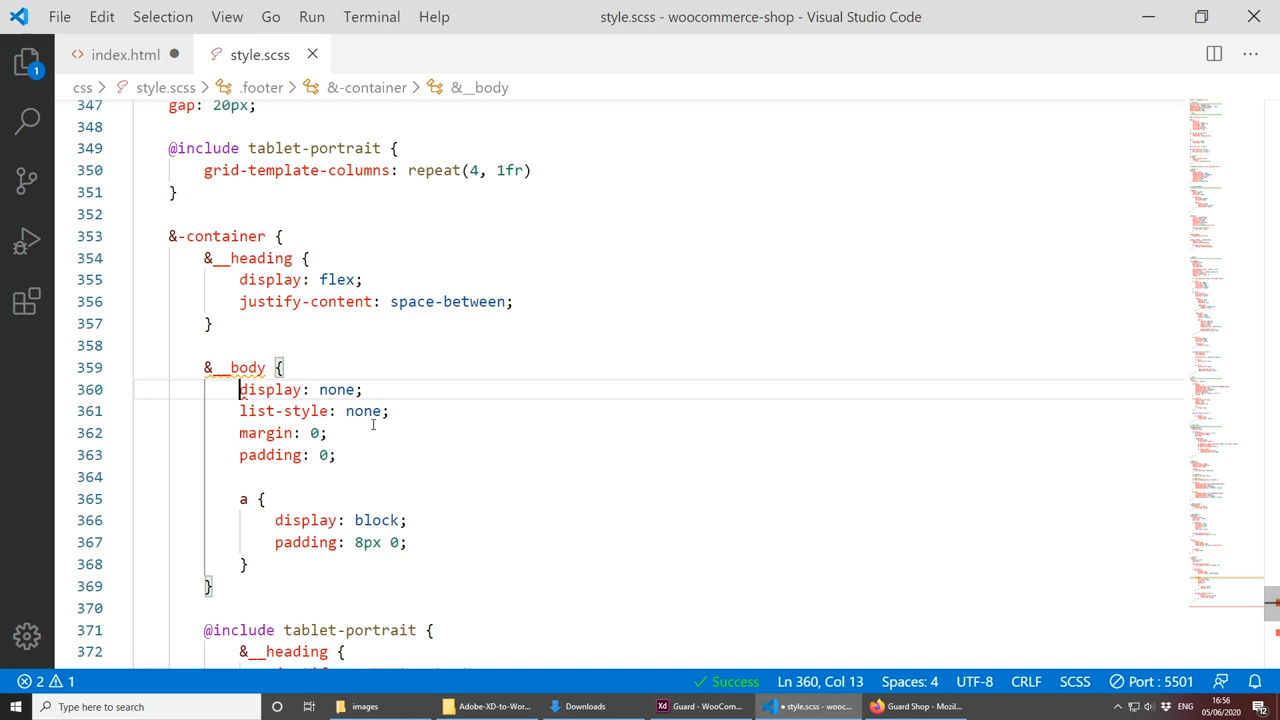 File Edit View Go Run Terminal Help style.scss - woocommerce-shop - Visual Studio Code
index.html style.scss
css style.scss .footer &-container &__body
347 gap: 20px;
348
349 @include tablet-portrait {
350 grid-template-columns: repeat(4, 1fr)
351 }
352
353 &-container {
354 &__heading {
355 display: flex;
356 justify-content: space-between;
357 }
358
359 &__body {
360 display: none;
361 list-style: none;
362 margin: 0;
363 padding: 0;
364
365 a {
366 display: block;
367 padding: 8px 0;
368 }
369 }
370
371 @include tablet-portrait {
372 &__heading {
2 1 Success Ln 360, Col 13 Spaces: 4 UTF-8 CRLF SCSS Port : 5501
Type here to search images Adobe-XD-to-Wor... Downloads Guard - WooCom... style.scss - wooc... Guard Shop - Mozil... 16:56
05/06/2020